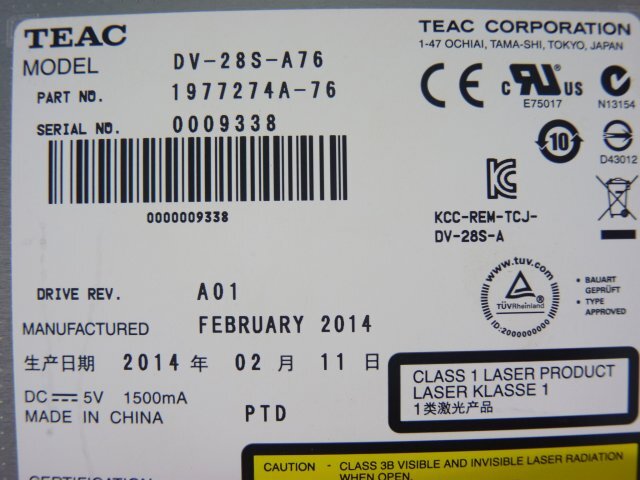 TEAC
TEAC CORPORATION
1-47 OCHIAI, TAMA-SHI, TOKYO, JAPAN
MODEL DV-28S-A76
PART NO. 1977274A-76
SERIAL NO. 0009338
0000009338
CE
c RU US
E75017
N13154
10
D43012
KCC-REM-TCJ-
DV-28S-A
DRIVE REV. A01
MANUFACTURED FEBRUARY 2014
生产日期 2014 年 02 月 11 日
DC 5V 1500mA
MADE IN CHINA PTD
www.tuv.com
TÜVRheinland
ID:2000000000
• BAUART
GEPRÜFT
• TYPE
APPROVED
CLASS 1 LASER PRODUCT
LASER KLASSE 1
1类激光产品
CAUTION - CLASS 3B VISIBLE AND INVISIBLE LASER RADIATION
WHEN OPEN.